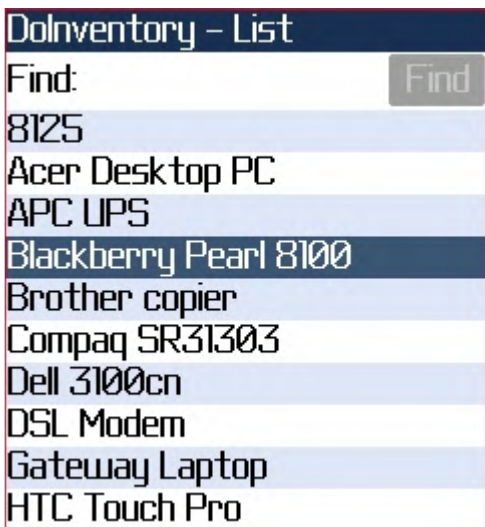 DoInventory – List
Find: Find
8125
Acer Desktop PC
APC UPS
Blackberry Pearl 8100
Brother copier
Compaq SR31303
Dell 3100cn
DSL Modem
Gateway Laptop
HTC Touch Pro